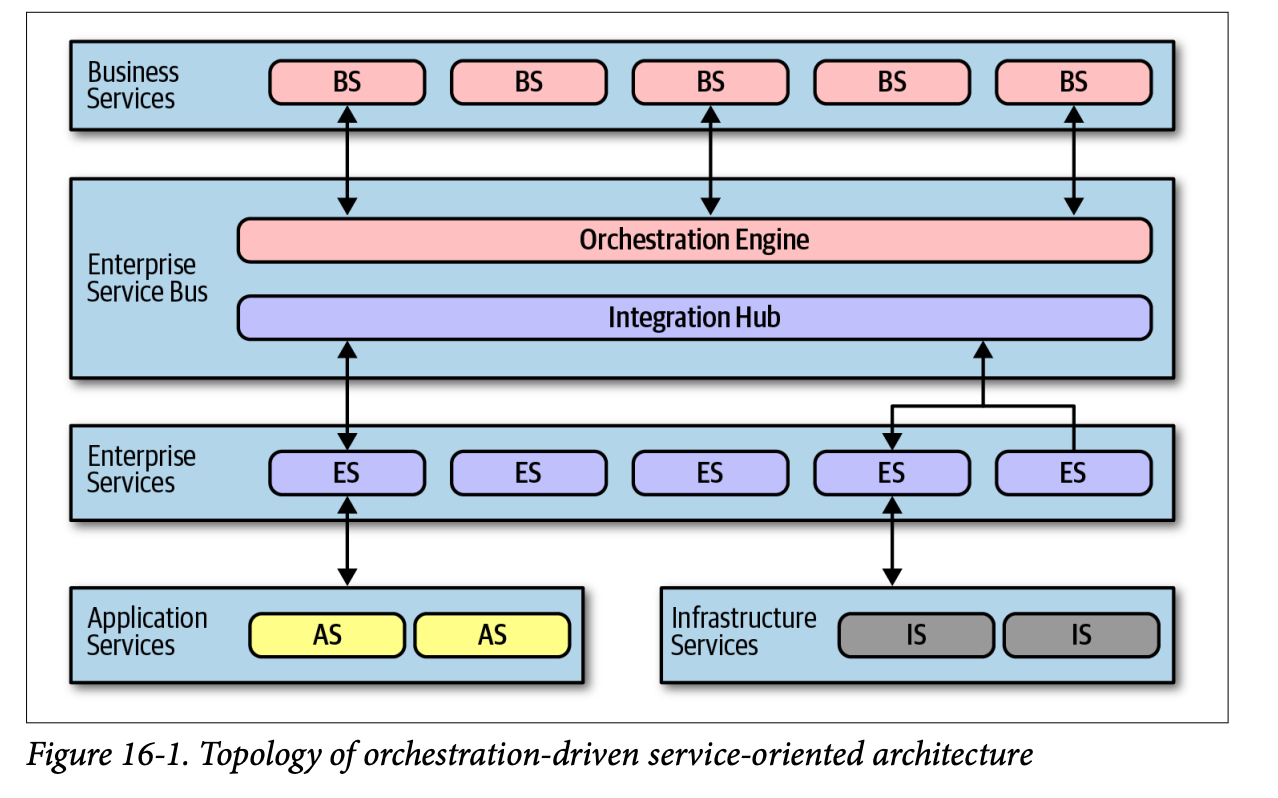 Business
Services
BS
BS
BS
BS
BS
Orchestration Engine
Enterprise
Service Bus
Integration Hub
Enterprise
Services
ES
ES
ES
ES
ES
Application
Services
AS
AS
Infrastructure
Services
IS
IS
Figure 16-1. Topology of orchestration-driven service-oriented architecture